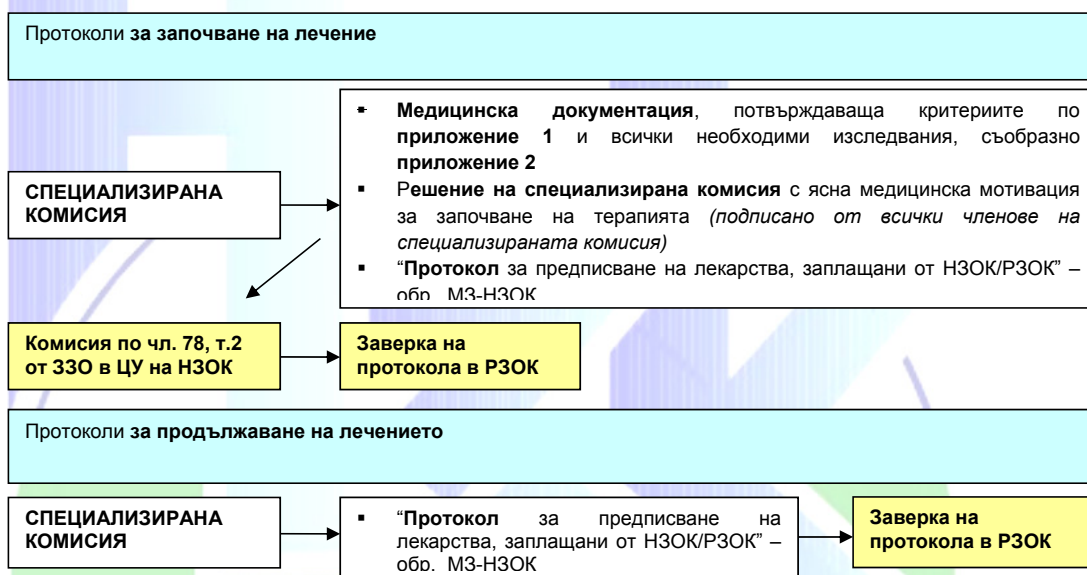 Протоколи за започване на лечение
▪ Медицинска документация, потвърждаваща критериите по
приложение 1 и всички необходими изследвания, съобразно
приложение 2
СПЕЦИАЛИЗИРАНА
КОМИСИЯ
▪ Решение на специализирана комисия с ясна медицинска мотивация
за започване на терапията (подписано от всички членове на
специализираната комисия)
▪ “Протокол за предписване на лекарства, заплащани от НЗОК/РЗОК” –
обр. МЗ-НЗОК
Комисия по чл. 78, т.2
от ЗЗО в ЦУ на НЗОК
Заверка на
протокола в РЗОК
Протоколи за продължаване на лечението
СПЕЦИАЛИЗИРАНА
КОМИСИЯ
▪ “Протокол за предписване на
лекарства, заплащани от НЗОК/РЗОК” –
обр. МЗ-НЗОК
Заверка на
протокола в РЗОК